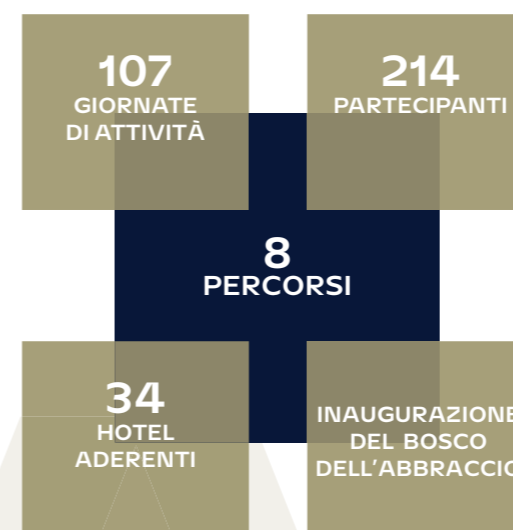 107
GIORNATE
DI ATTIVITÀ
214
PARTECIPANTI
8
PERCORSI
34
HOTEL
ADERENTI
INAUGURAZIONE
DEL BOSCO
DELL'ABBRACCIO